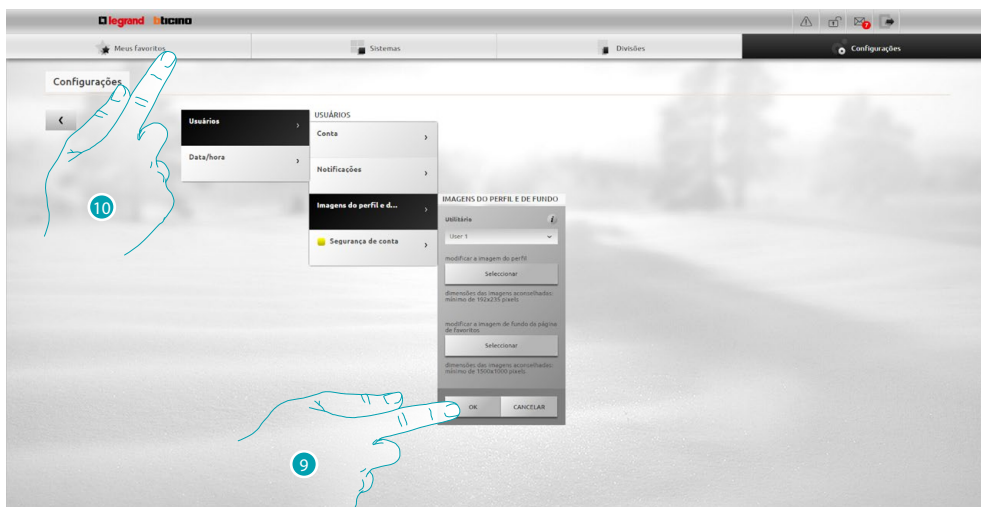 legrand bticino
7
Meus favoritos
Sistemas
Divisões
Configurações
Configurações
USUÁRIOS
Usuários
Conta
Data/hora
Notificações
Imagens do perfil e d...
Segurança de conta
IMAGENS DO PERFIL E DE FUNDO
Utilitário
i
User 1
modificar a imagem do perfil
Seleccionar
dimensões das imagens aconselhadas:
mínimo de 192x235 pixels
modificar a imagem de fundo da página
de favoritos
Seleccionar
dimensões das imagens aconselhadas:
mínimo de 1500x1000 pixels
OK CANCELAR
10
9